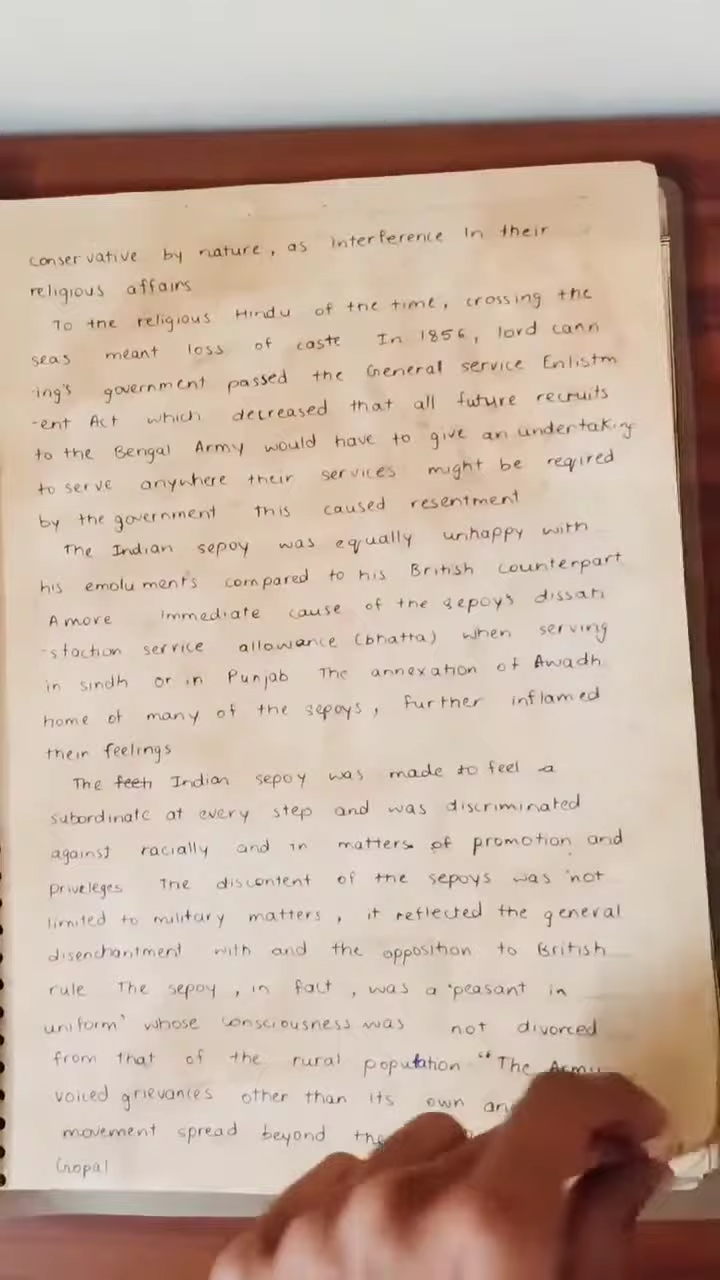 conservative by nature, as interference in their
religious affairs
To the religious Hindu of the time, crossing the
seas meant loss of caste In 1856, lord cann
-ing's government passed the General service Enlistm
-ent Act which decreased that all future recruits
to the Bengal Army would have to give an undertaking
to serve anywhere their services might be reqired
by the government this caused resentment
The Indian sepoy was equally unhappy with
his emoluments compared to his British counterpart
A more immediate cause of the sepoy's dissati
-sfaction service allowance (bhatta) when serving
in sindh or in Punjab The annexation of Awadh
home of many of the sepoys, further inflamed
their feelings
The feeh Indian sepoy was made to feel a
subordinate at every step and was discriminated
against racially and in matters of promotion and
priveleges The discontent of the sepoys was not
limited to military matters, it reflected the general
disenchantment with and the opposition to British
rule The sepoy, in fact, was a 'peasant in
uniform' whose consciousness was not divorced
from that of the rural population "The Army
voiced grievances other than its own
movement spread beyond the
Gopal